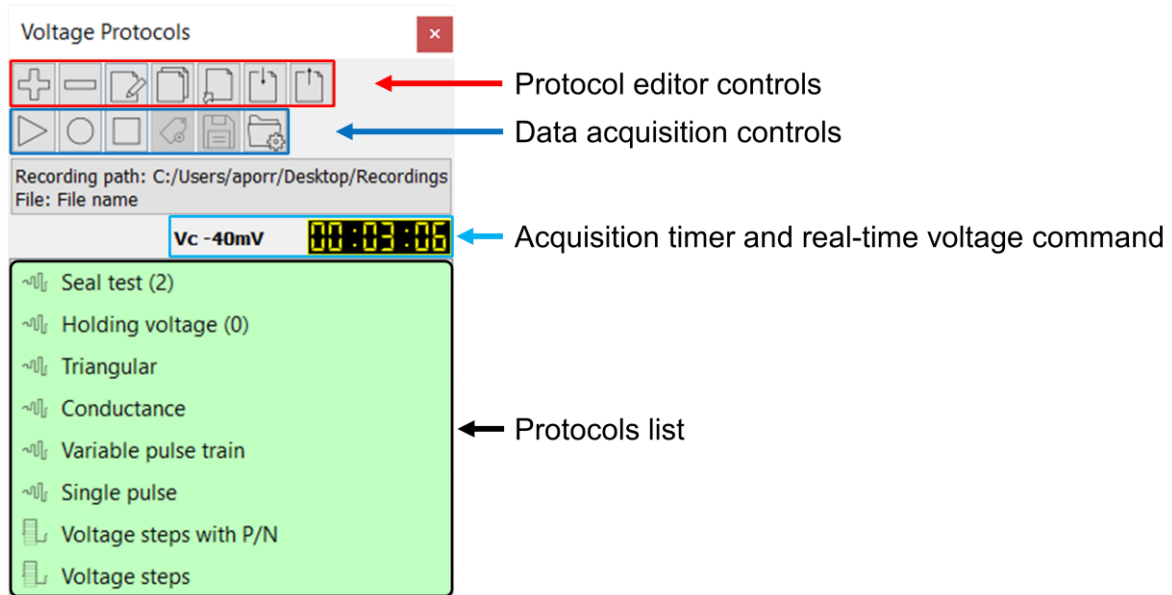 Voltage Protocols
Protocol editor controls
Data acquisition controls
Recording path: C:/Users/aporr/Desktop/Recordings
File: File name
Vc -40mV 00:03:06
Acquisition timer and real-time voltage command
Seal test (2)
Holding voltage (0)
Triangular
Conductance
Variable pulse train
Single pulse
Voltage steps with P/N
Voltage steps
Protocols list